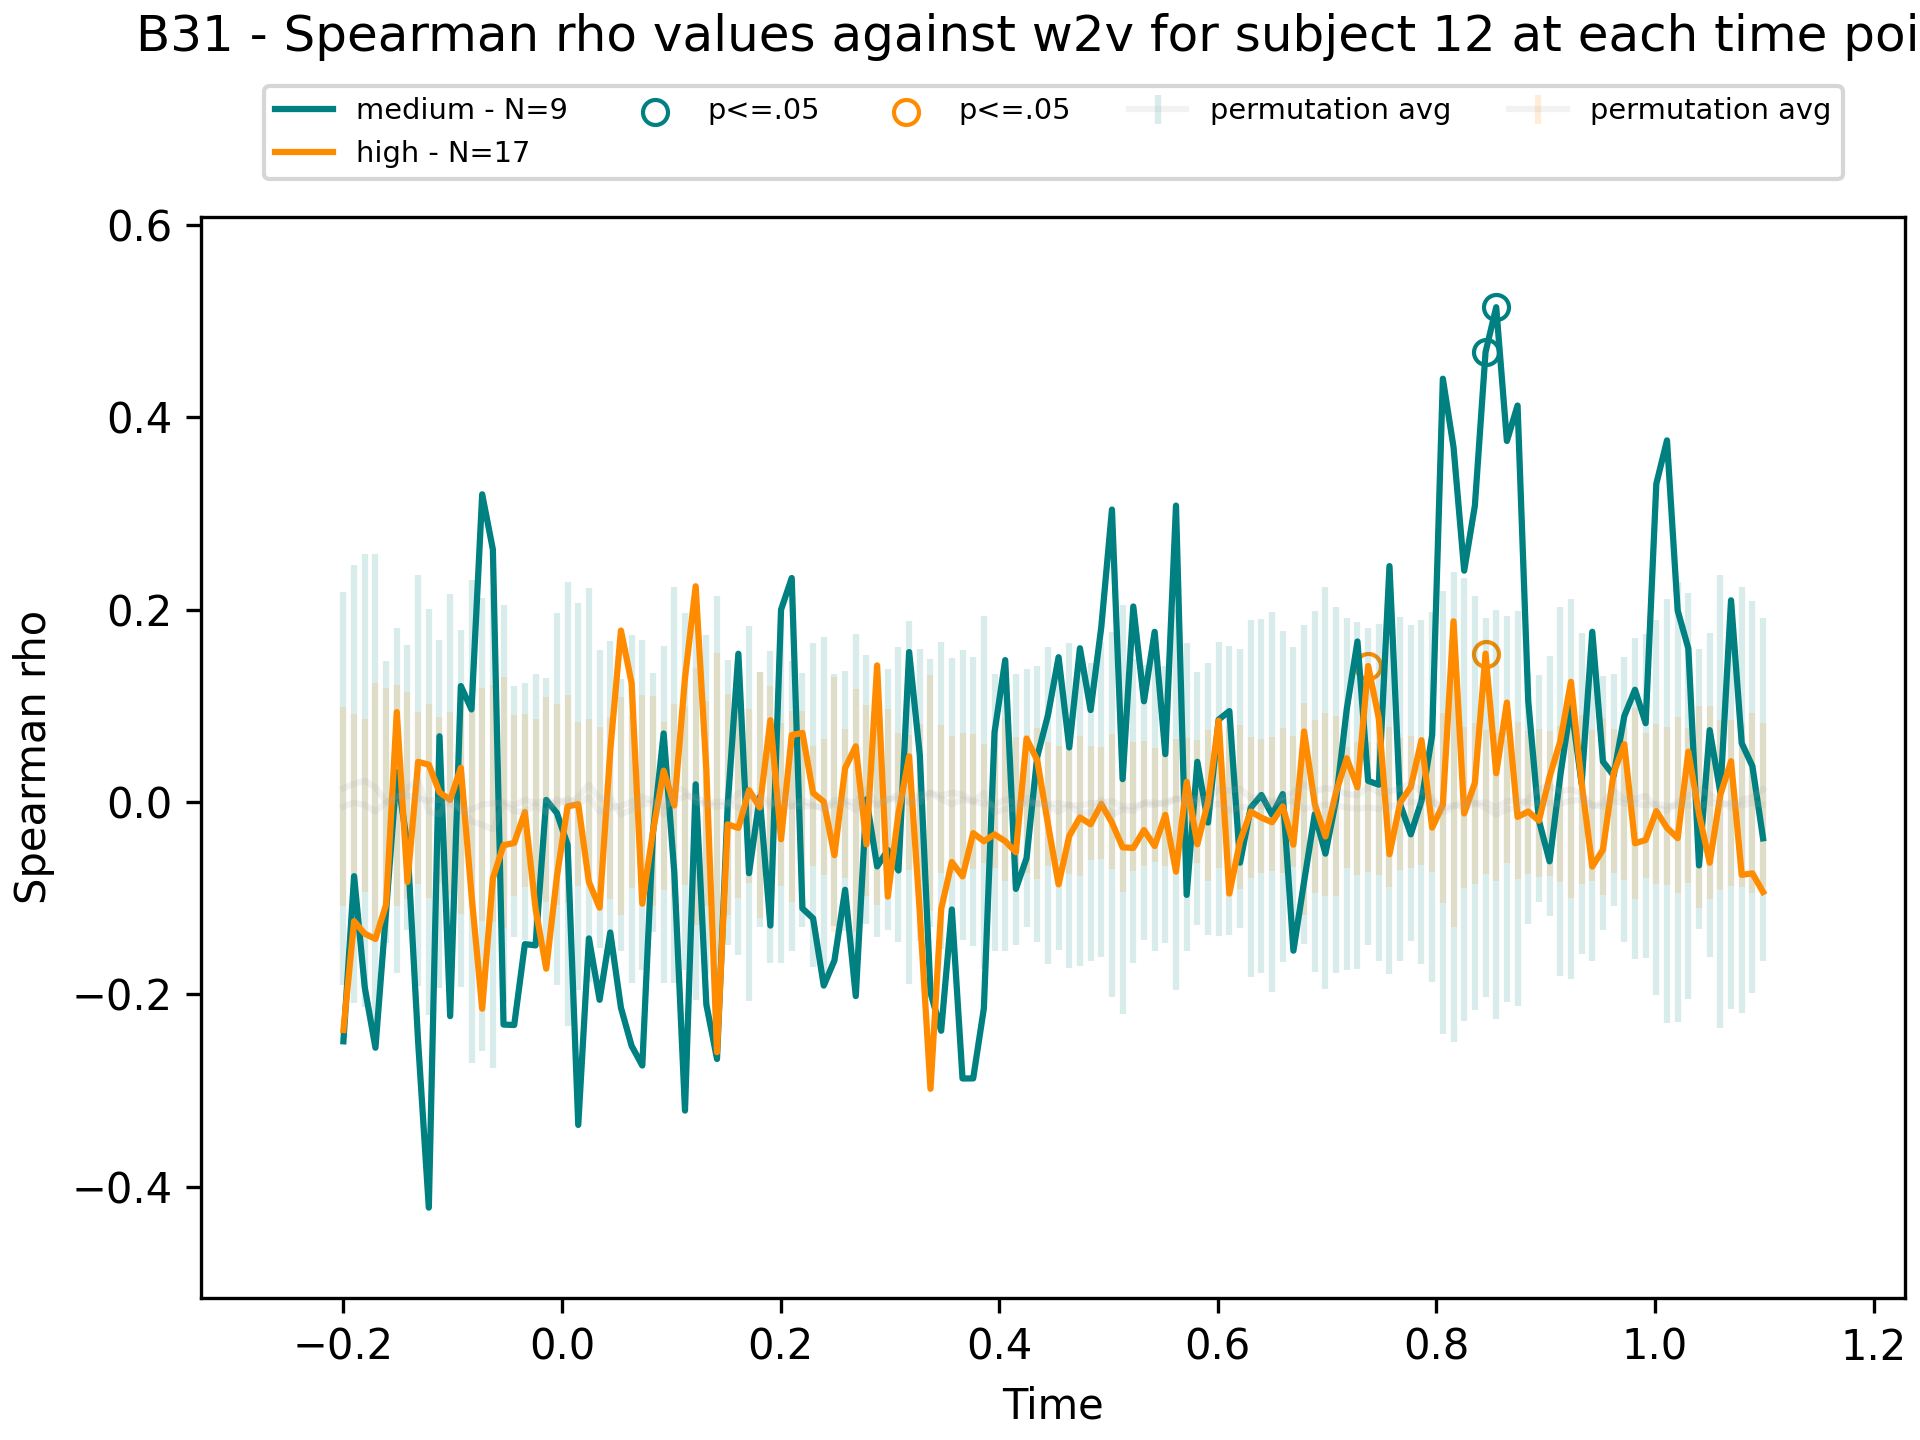 B31 - Spearman rho values against w2v for subject 12 at each time poi
medium - N=9
high - N=17
p<=.05
p<=.05
permutation avg
permutation avg
Spearman rho
0.6
0.4
0.2
0.0
−0.2
−0.4
−0.2 0.0 0.2 0.4 0.6 0.8 1.0 1.2
Time